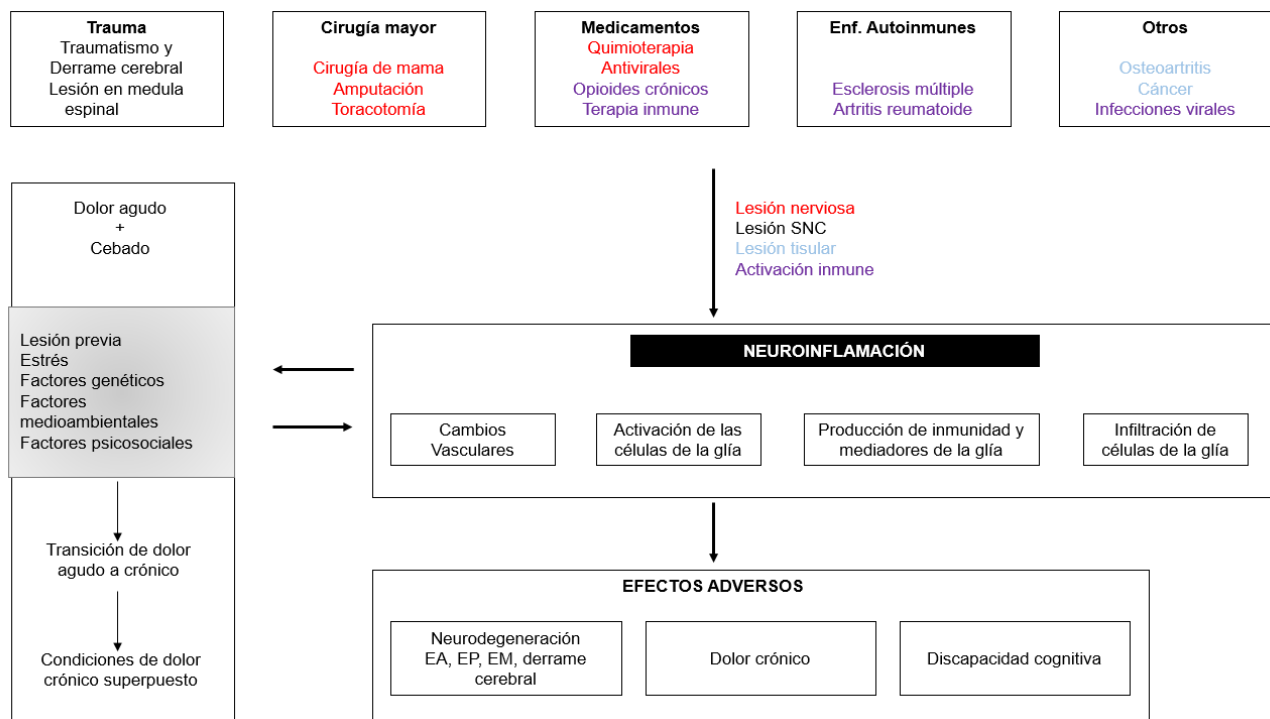 Trauma
Traumatismo y
Derrame cerebral
Lesión en medula
espinal
Cirugía mayor
Cirugía de mama
Amputación
Toracotomía
Medicamentos
Quimioterapia
Antivirales
Opioides crónicos
Terapia inmune
Enf. Autoinmunes
Esclerosis múltiple
Artritis reumatoide
Otros
Osteoartritis
Cáncer
Infecciones virales
Dolor agudo
+
Cebado
Lesión previa
Estrés
Factores genéticos
Factores
medioambientales
Factores psicosociales
Transición de dolor
agudo a crónico
Condiciones de dolor
crónico superpuesto
Lesión nerviosa
Lesión SNC
Lesión tisular
Activación inmune
NEUROINFLAMACIÓN
Cambios
Vasculares
Activación de las
células de la glía
Producción de inmunidad y
mediadores de la glía
Infiltración de
células de la glía
EFECTOS ADVERSOS
Neurodegeneración
EA, EP, EM, derrame
cerebral
Dolor crónico
Discapacidad cognitiva